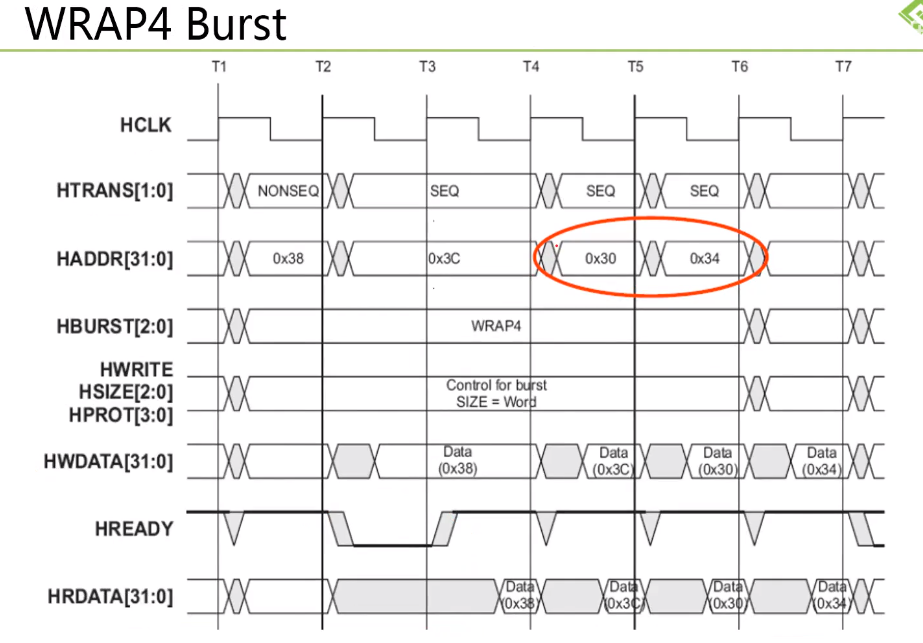 WRAP4 Burst
T1 T2 T3 T4 T5 T6 T7
HCLK
HTRANS[1:0] NONSEQ SEQ SEQ SEQ
HADDR[31:0] 0x38 0x3C 0x30 0x34
HBURST[2:0] WRAP4
HWRITE
HSIZE[2:0] Control for burst
SIZE = Word
HPROT[3:0]
HWDATA[31:0] Data Data Data Data
(0x38) (0x3C) (0x30) (0x34)
HREADY
HRDATA[31:0] Data Data Data Data
(0x38) (0x3C) (0x30) (0x34)